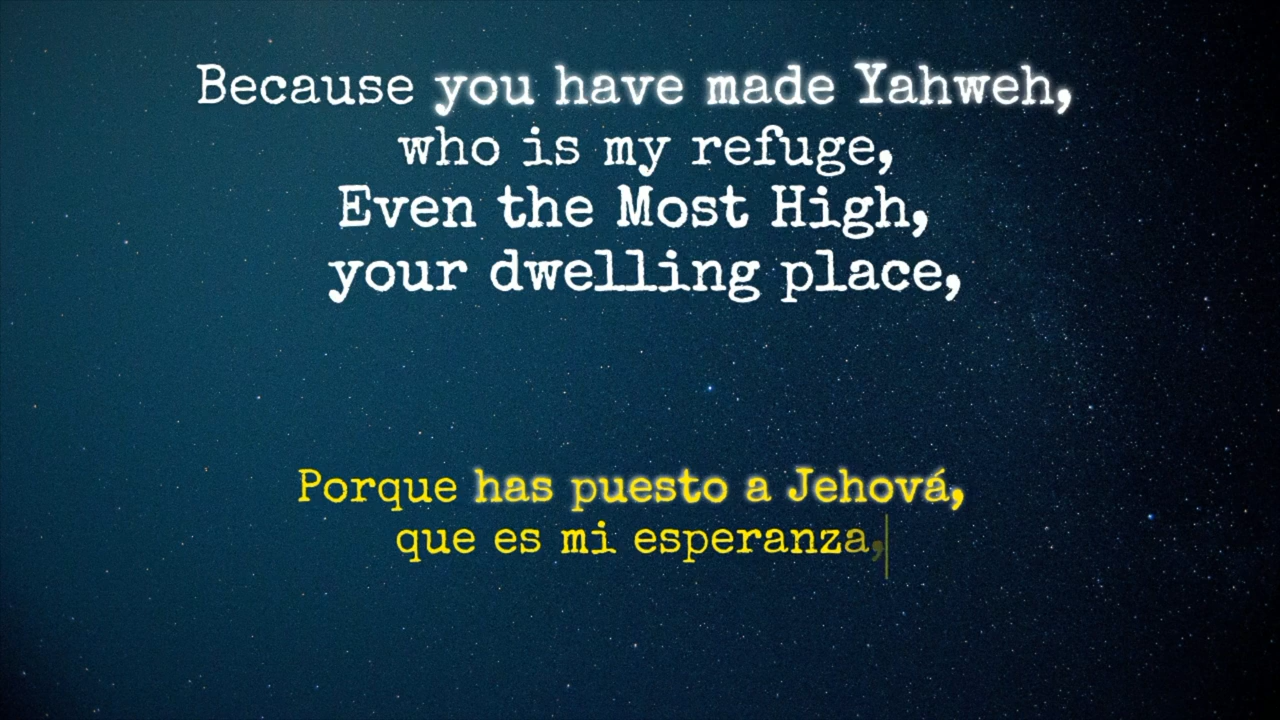 Because you have made Yahweh,
who is my refuge,
Even the Most High,
your dwelling place,
Porque has puesto a Jehová,
que es mi esperanza,